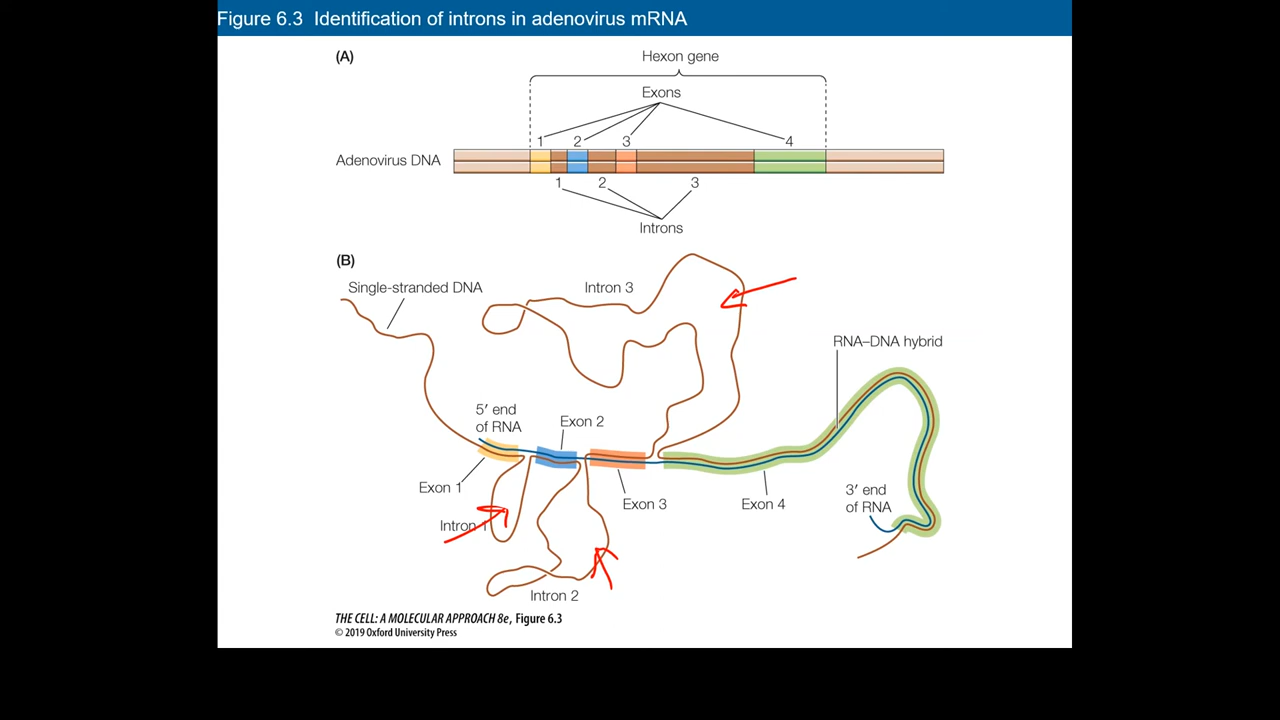 Figure 6.3 Identification of introns in adenovirus mRNA
(A)
Hexon gene
Exons
1 2 3 4
Adenovirus DNA
1 2 3
Introns
(B)
Single-stranded DNA
Intron 3
RNA–DNA hybrid
5′ end
of RNA
Exon 2
Exon 1
Exon 3
Exon 4
3′ end
of RNA
Intron 1
Intron 2
THE CELL: A MOLECULAR APPROACH 8e, Figure 6.3
© 2019 Oxford University Press